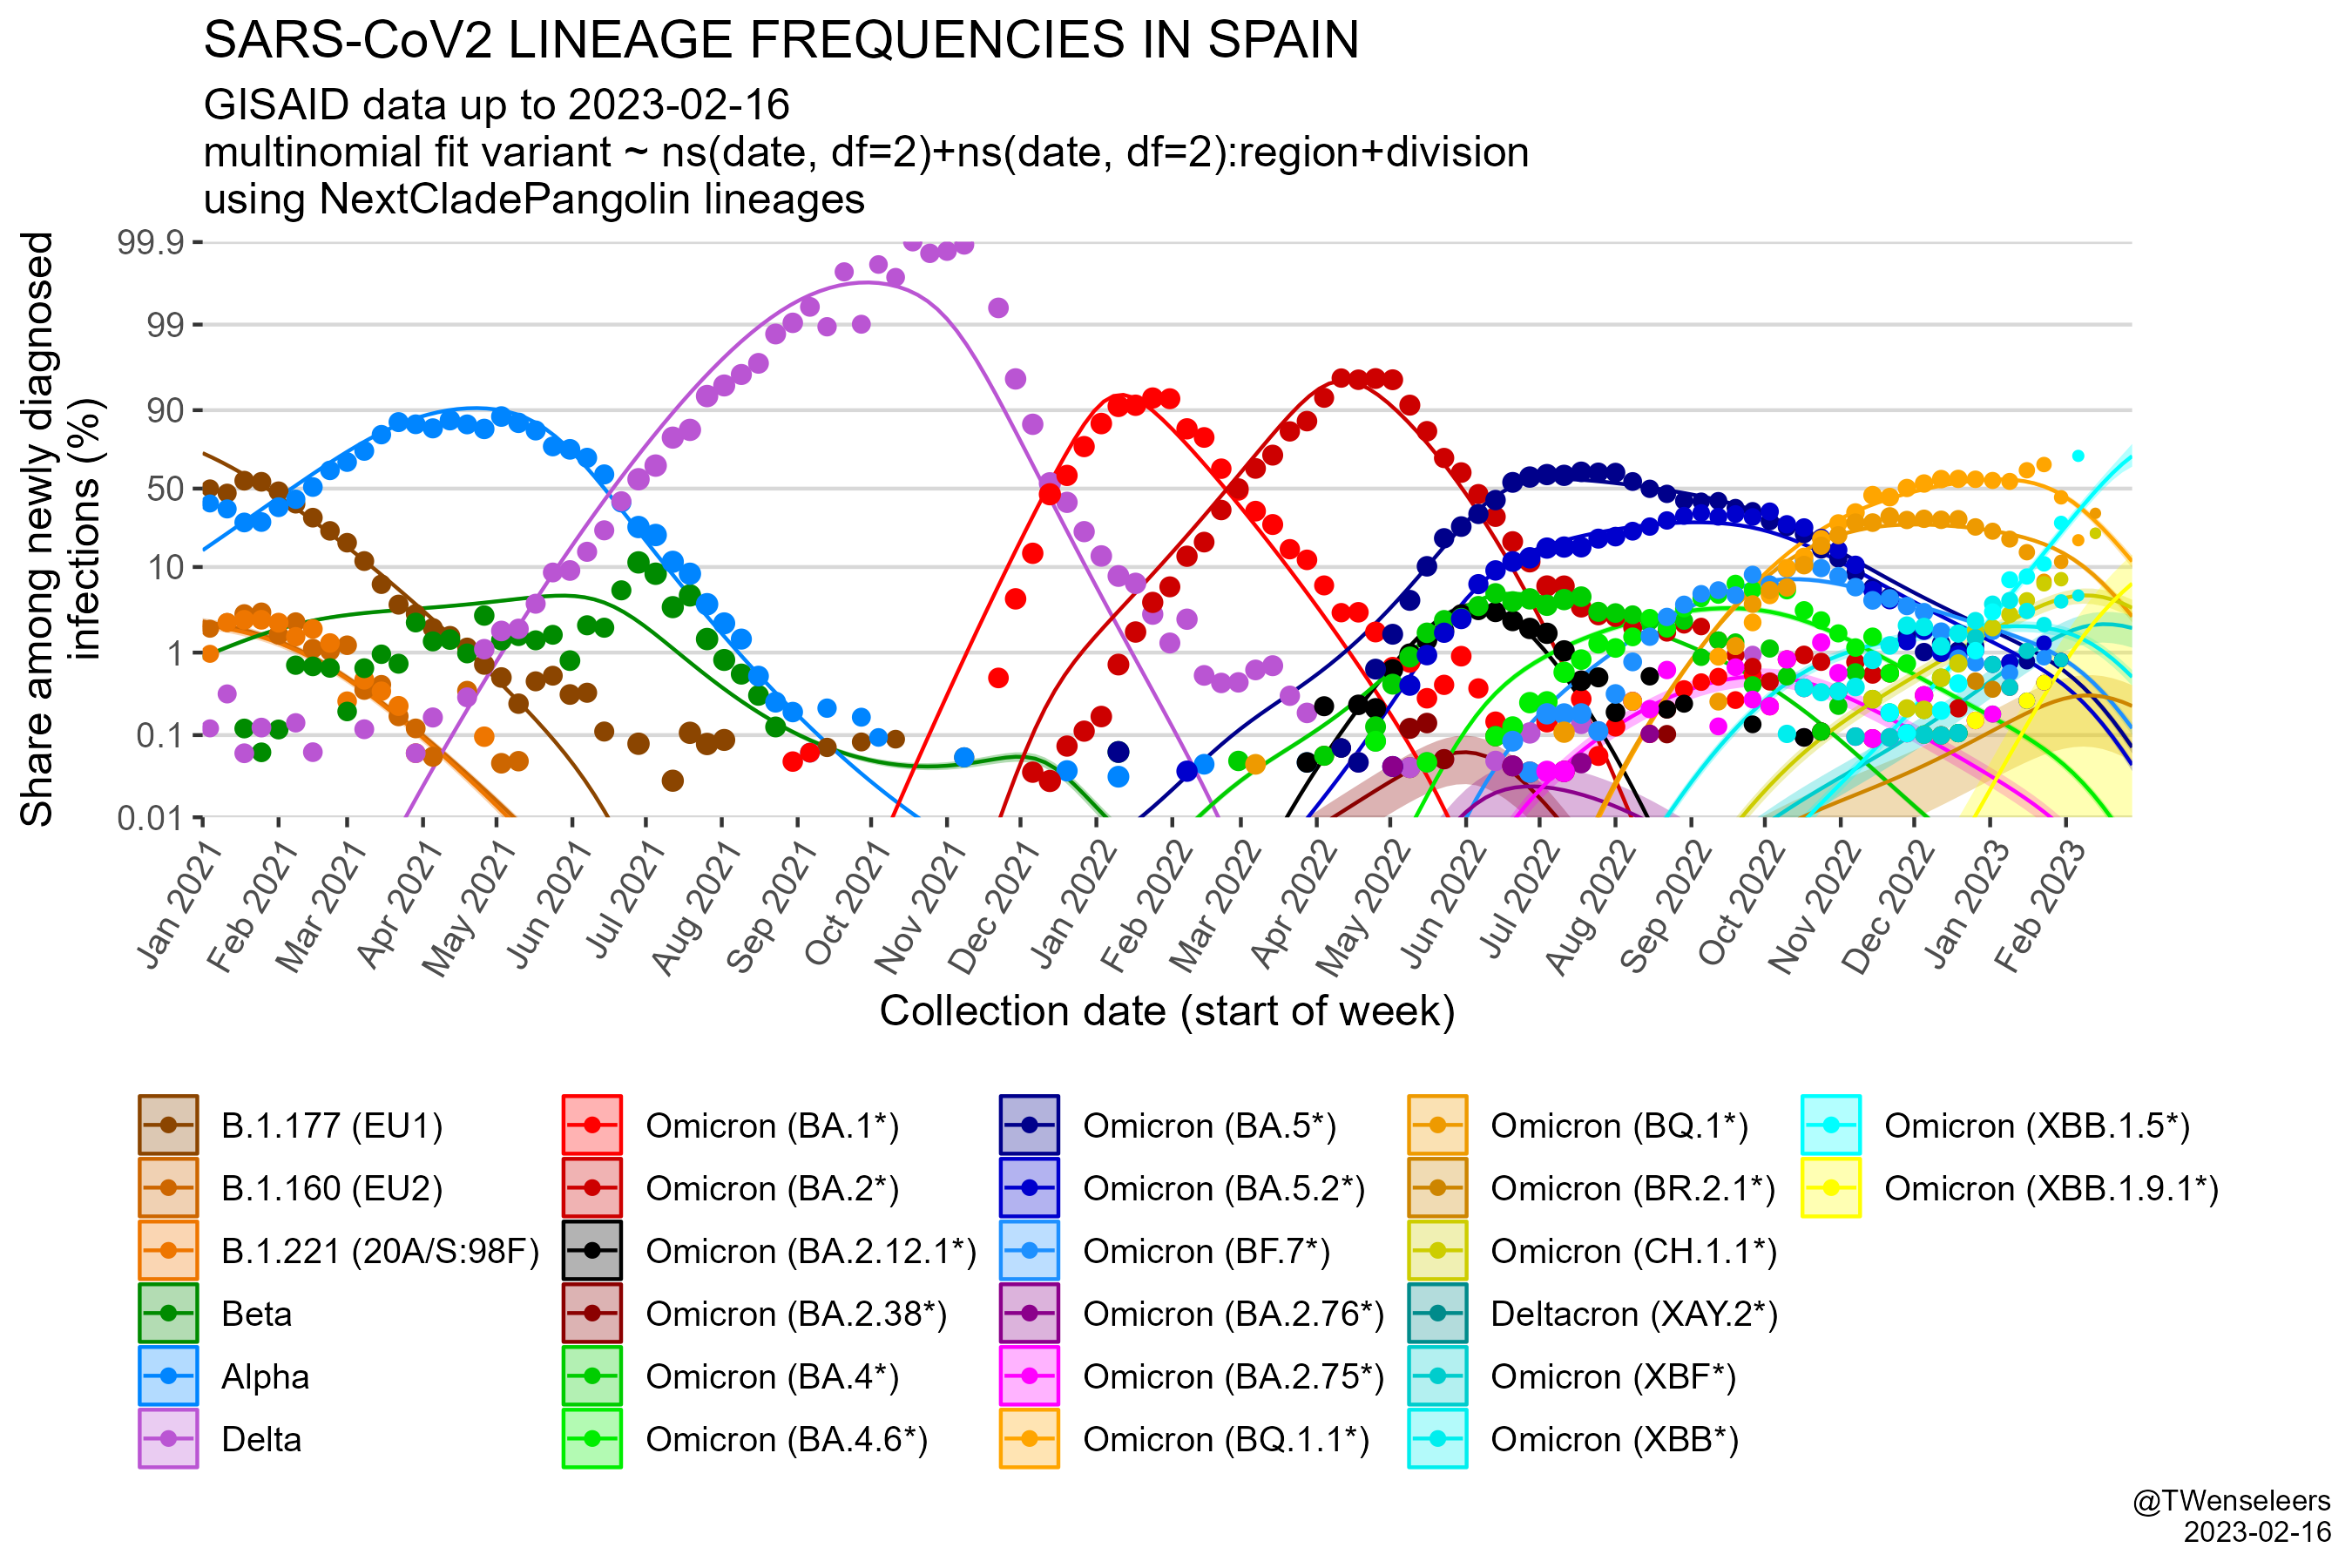 SARS-CoV2 LINEAGE FREQUENCIES IN SPAIN
GISAID data up to 2023-02-16
multinomial fit variant ~ ns(date, df=2)+ns(date, df=2):region+division
using NextCladePangolin lineages
Share among newly diagnosed
infections (%)
99.9
99
90
50
10
1
0.1
0.01
Jan 2021
Feb 2021
Mar 2021
Apr 2021
May 2021
Jun 2021
Jul 2021
Aug 2021
Sep 2021
Oct 2021
Nov 2021
Dec 2021
Jan 2022
Feb 2022
Mar 2022
Apr 2022
May 2022
Jun 2022
Jul 2022
Aug 2022
Sep 2022
Oct 2022
Nov 2022
Dec 2022
Jan 2023
Feb 2023
Collection date (start of week)
B.1.177 (EU1)
B.1.160 (EU2)
B.1.221 (20A/S:98F)
Beta
Alpha
Delta
Omicron (BA.1*)
Omicron (BA.2*)
Omicron (BA.2.12.1*)
Omicron (BA.2.38*)
Omicron (BA.4*)
Omicron (BA.4.6*)
Omicron (BA.5*)
Omicron (BA.5.2*)
Omicron (BF.7*)
Omicron (BA.2.76*)
Omicron (BA.2.75*)
Omicron (BQ.1.1*)
Omicron (BQ.1*)
Omicron (BR.2.1*)
Omicron (CH.1.1*)
Deltacron (XAY.2*)
Omicron (XBF*)
Omicron (XBB*)
Omicron (XBB.1.5*)
Omicron (XBB.1.9.1*)
@TWenseleers
2023-02-16